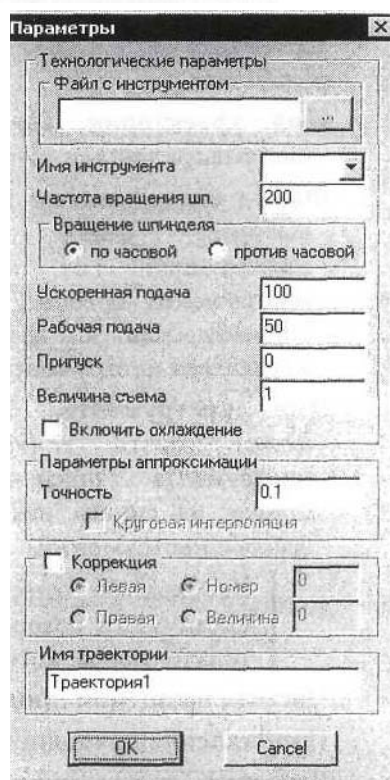 Параметры
Технологические параметры
Файл с инструментом
...
Имя инструмента
Частота вращения шп. 200
Вращение шпинделя
по часовой против часовой
Ускоренная подача 100
Рабочая подача 50
Припуск 0
Величина съема 1
Включить охлаждение
Параметры аппроксимации
Точность 0.1
Круговая интерполяция
Коррекция
Левая Номер 0
Правая Величина 0
Имя траектории
Траектория1
OK Cancel